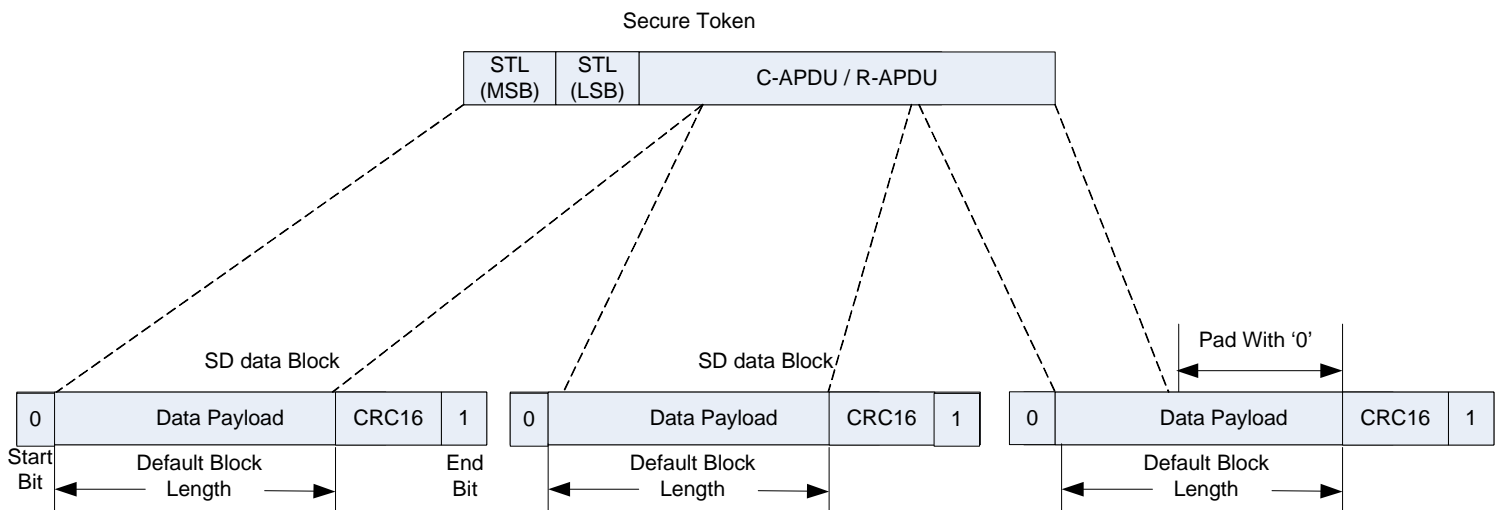 Secure Token
STL
(MSB)
STL
(LSB)
C-APDU / R-APDU
Pad With ‘0’
SD data Block
SD data Block
0
Data Payload
CRC16
1
0
Data Payload
CRC16
1
0
Data Payload
CRC16
1
Start
Bit
Default Block
Length
End
Bit
Default Block
Length
Default Block
Length